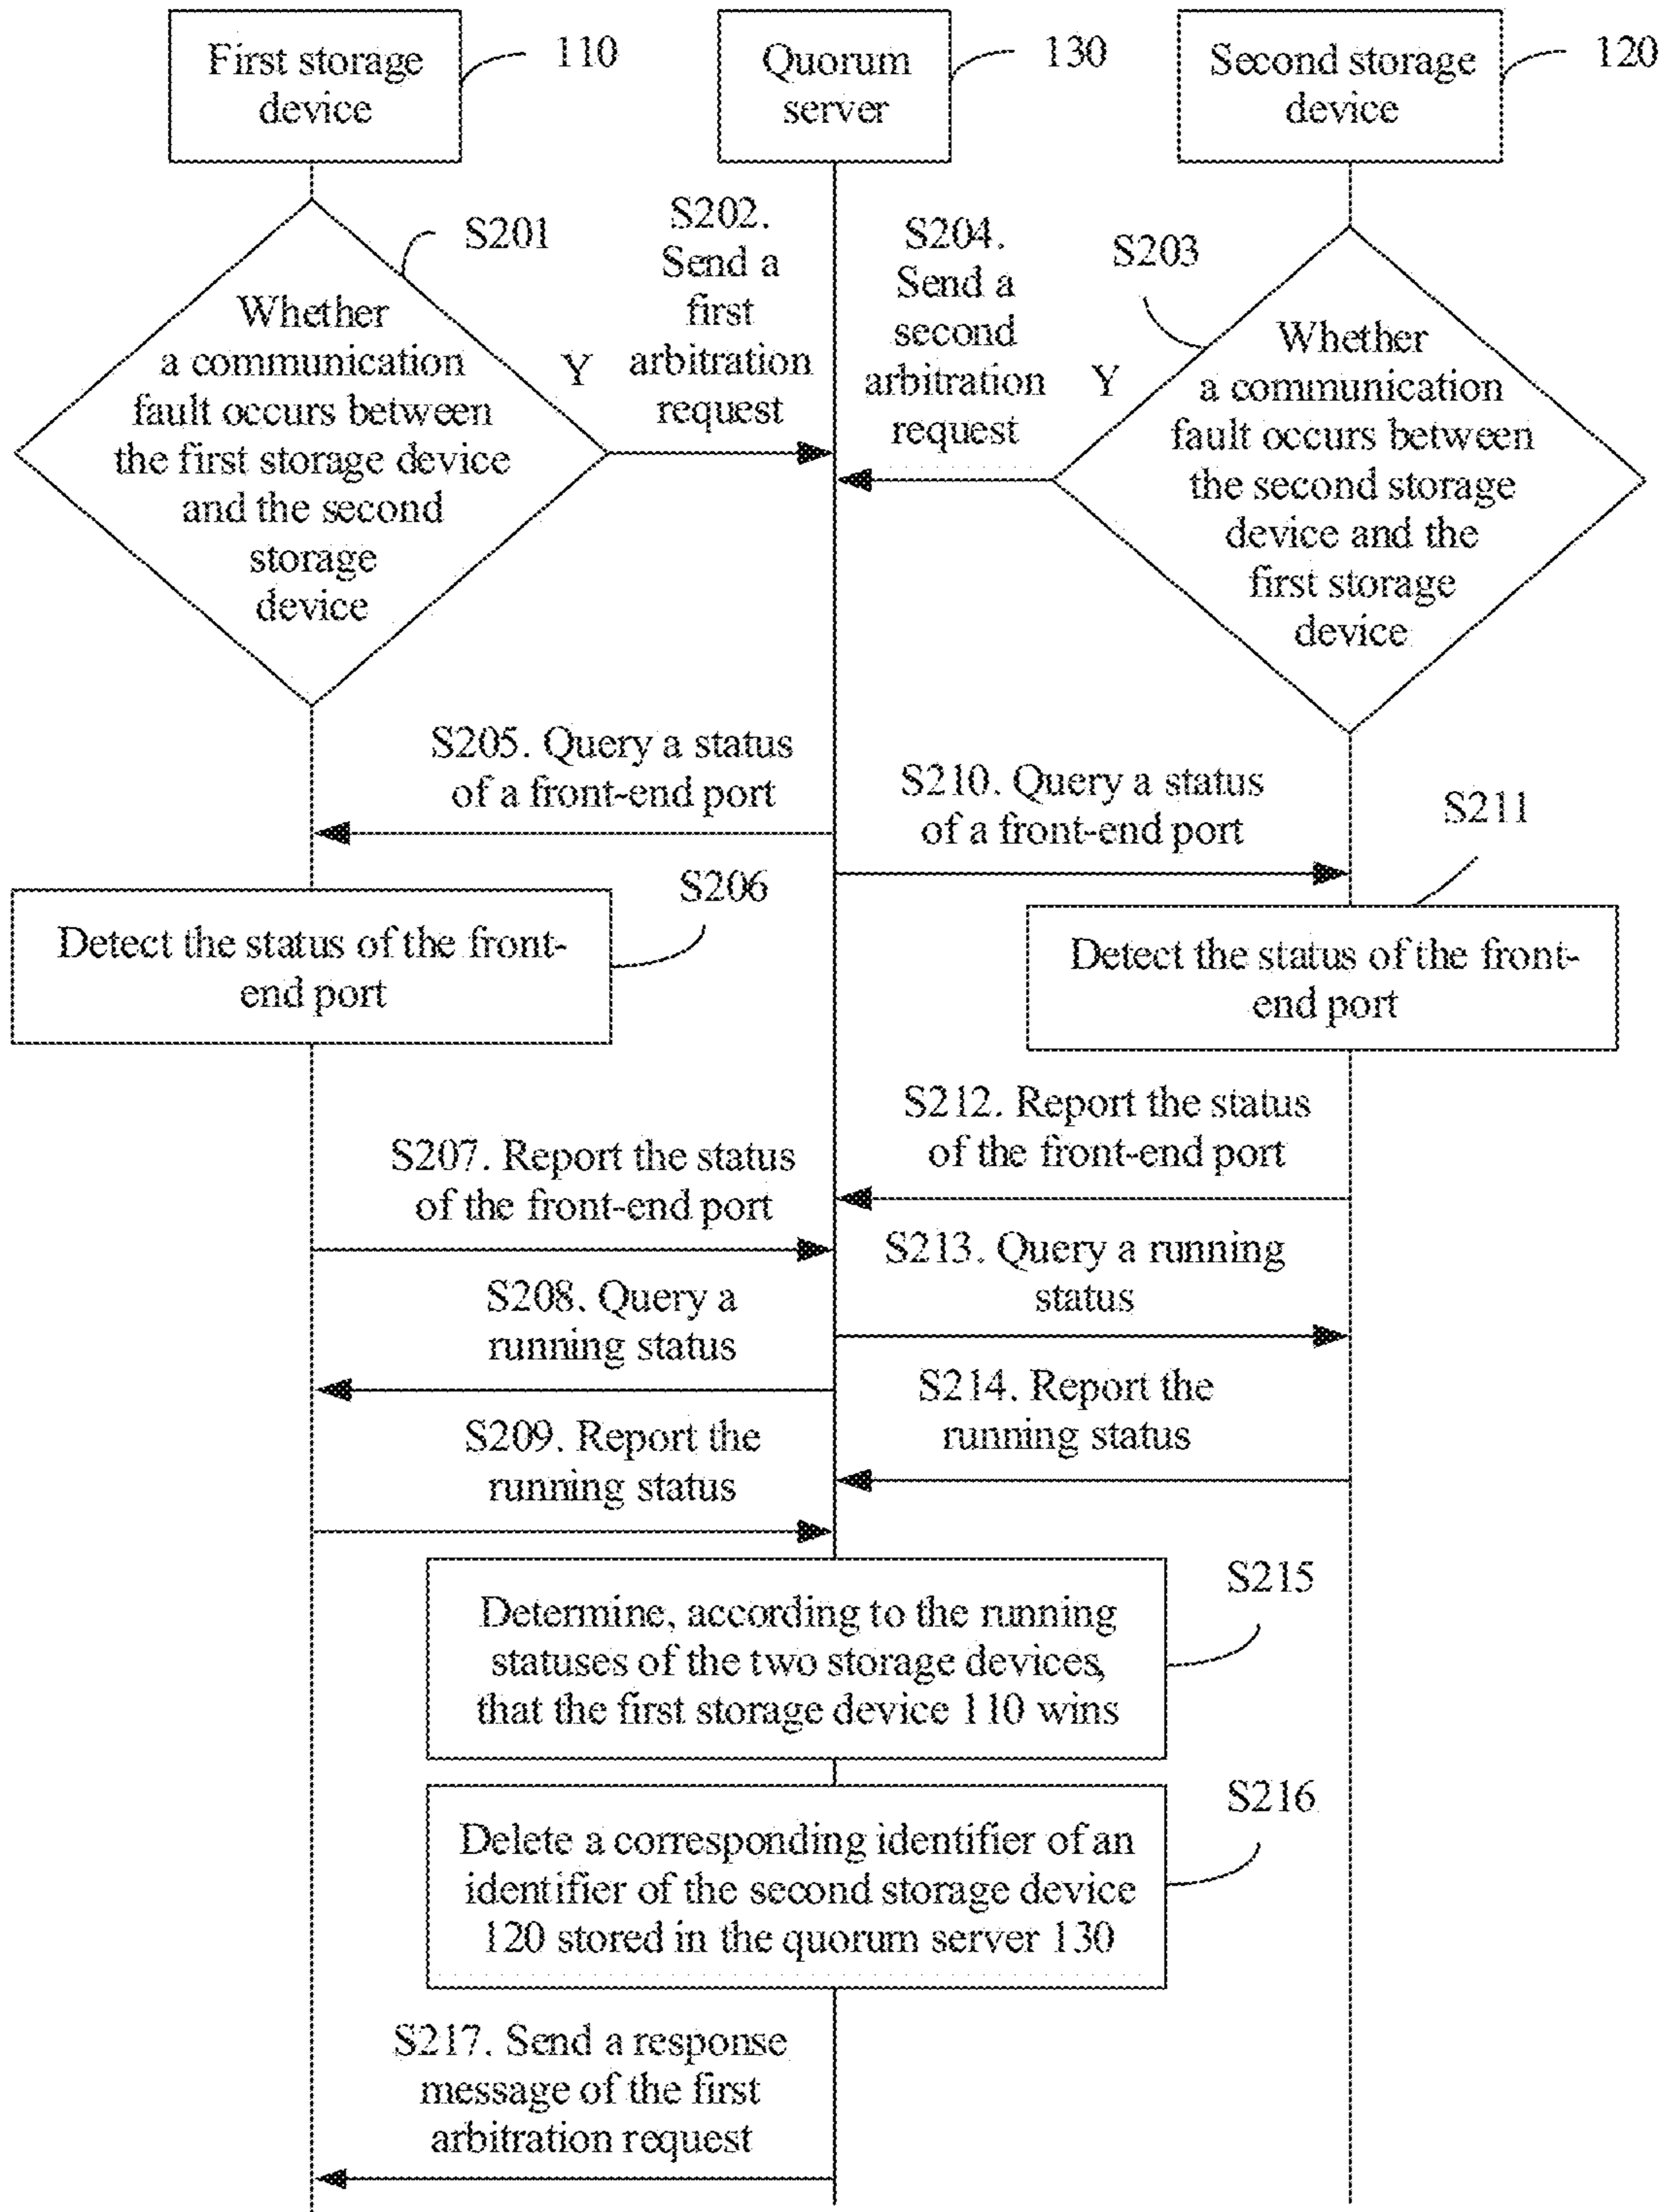 First storage
device
110
Quorum
server
130
Second storage
device
120
S201
Whether
a communication
fault occurs between
the first storage device
and the second
storage
device
Y
S202.
Send a
first
arbitration
request
S204.
Send a
second
arbitration
request
Y
S203
Whether
a communication
fault occurs between
the second storage
device and the
first storage
device
S205. Query a status
of a front-end port
S210. Query a status
of a front-end port
S211
S206
Detect the status of the front-
end port
Detect the status of the front-
end port
S212. Report the status
of the front-end port
S207. Report the status
of the front-end port
S213. Query a running
status
S208. Query a
running status
S214. Report the
running status
S209. Report the
running status
S215
Determine, according to the running
statuses of the two storage devices,
that the first storage device 110 wins
S216
Delete a corresponding identifier of an
identifier of the second storage device
120 stored in the quorum server 130
S217. Send a response
message of the first
arbitration request